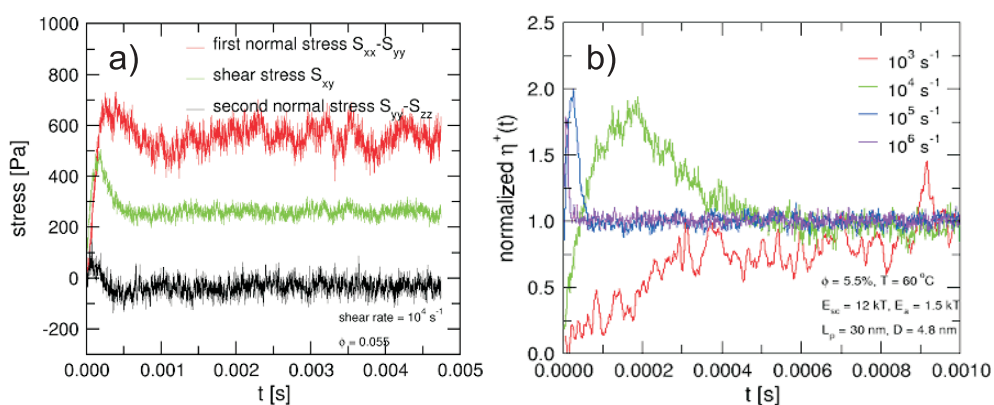 a)
first normal stress S_xx-S_yy
shear stress S_xy
second normal stress S_yy-S_zz
shear rate = 10^4 s^-1
ϕ = 0.055
stress [Pa]
1000
800
600
400
200
0
-200
0.000 0.001 0.002 0.003 0.004 0.005
t [s]
b)
10^3 s^-1
10^4 s^-1
10^5 s^-1
10^6 s^-1
ϕ = 5.5%, T = 60 °C
E_sc = 12 kT, E_a = 1.5 kT
L_p = 30 nm, D = 4.8 nm
normalized η^+(t)
2.5
2.0
1.5
1.0
0.5
0.0
0.0000 0.0002 0.0004 0.0006 0.0008 0.0010
t [s]